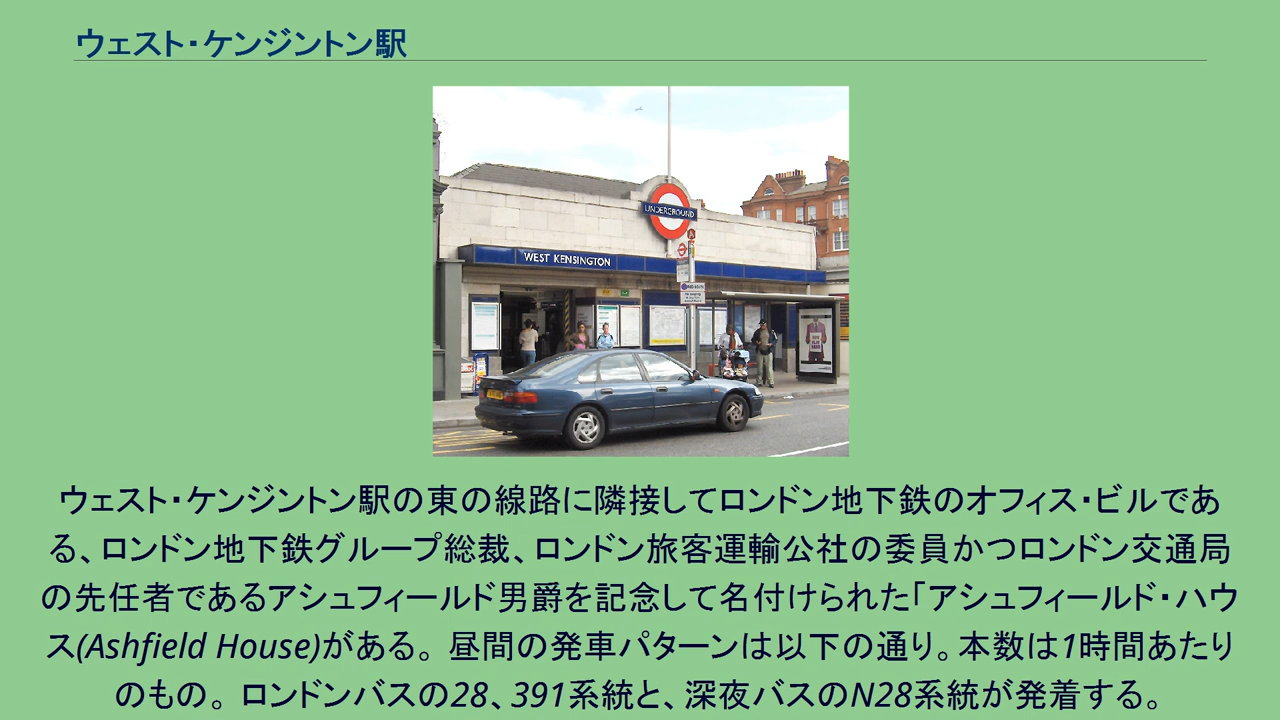 ウェスト・ケンジントン駅
UNDERGROUND
WEST KENSINGTON
ウェスト・ケンジントン駅の東の線路に隣接してロンドン地下鉄のオフィス・ビルであ
る、ロンドン地下鉄グループ総裁、ロンドン旅客運輸公社の委員かつロンドン交通局
の先任者であるアシュフィールド男爵を記念して名付けられた「アシュフィールド・ハウ
ス(Ashfield House)がある。昼間の発車パターンは以下の通り。本数は1時間あたり
のもの。ロンドンバスの28、391系統と、深夜バスのN28系統が発着する。